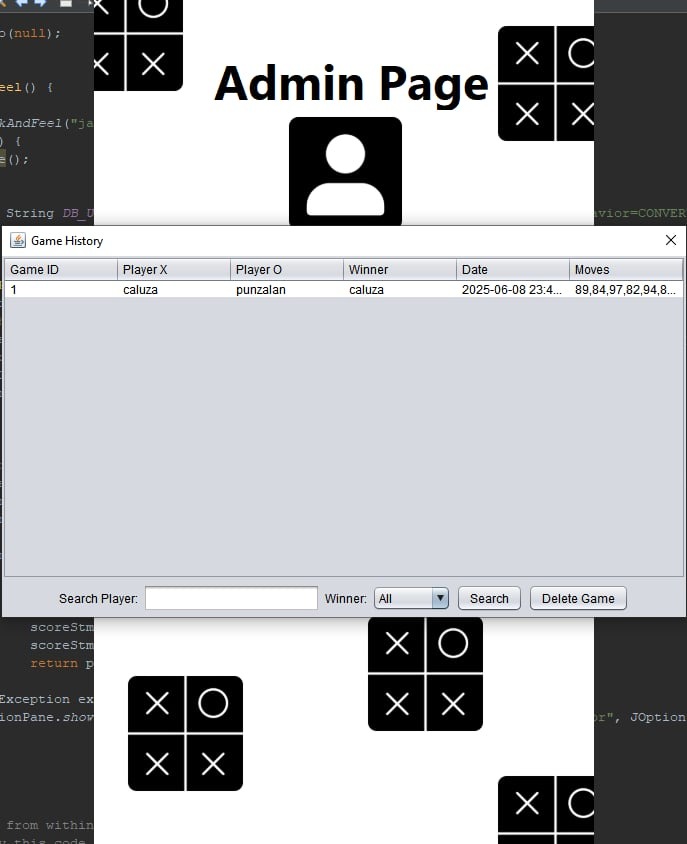 o(null);
eel() {
kAndFeel("ja
) {
e();
Admin Page
String DB_U
avior=CONVER
Game History
Game ID Player X Player O Winner Date Moves
1 caluza punzalan caluza 2025-06-08 23:4... 89,84,97,82,94,8...
Search Player: Winner: All Search Delete Game
scoreStm
scoreStm
return p
Exception ex
ionPane.show
or", JOption
from within